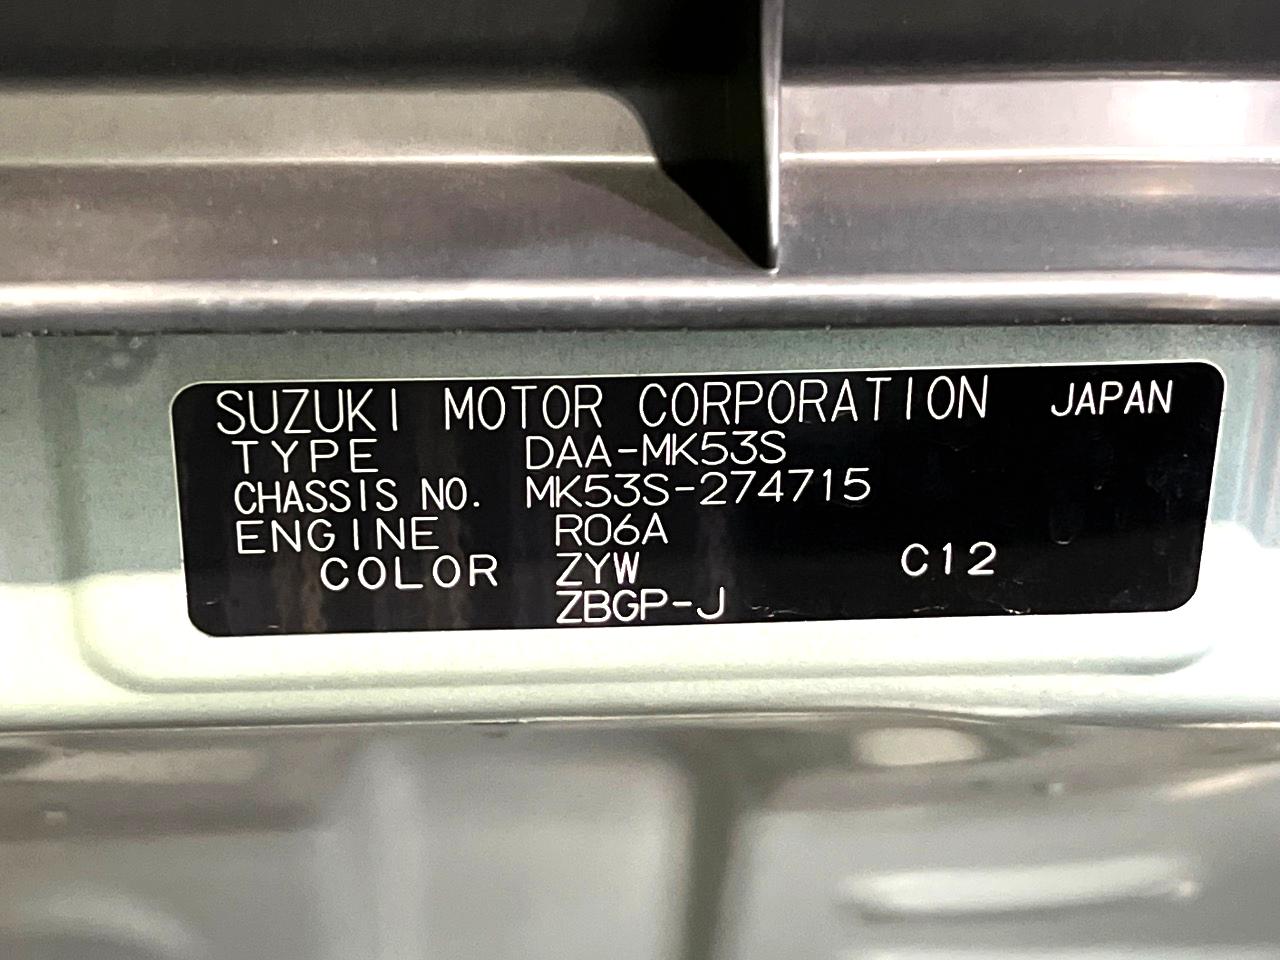 SUZUKI MOTOR CORPORATION JAPAN
TYPE DAA-MK53S
CHASSIS NO. MK53S-274715
ENGINE R06A
COLOR ZYW C12
ZBGP-J